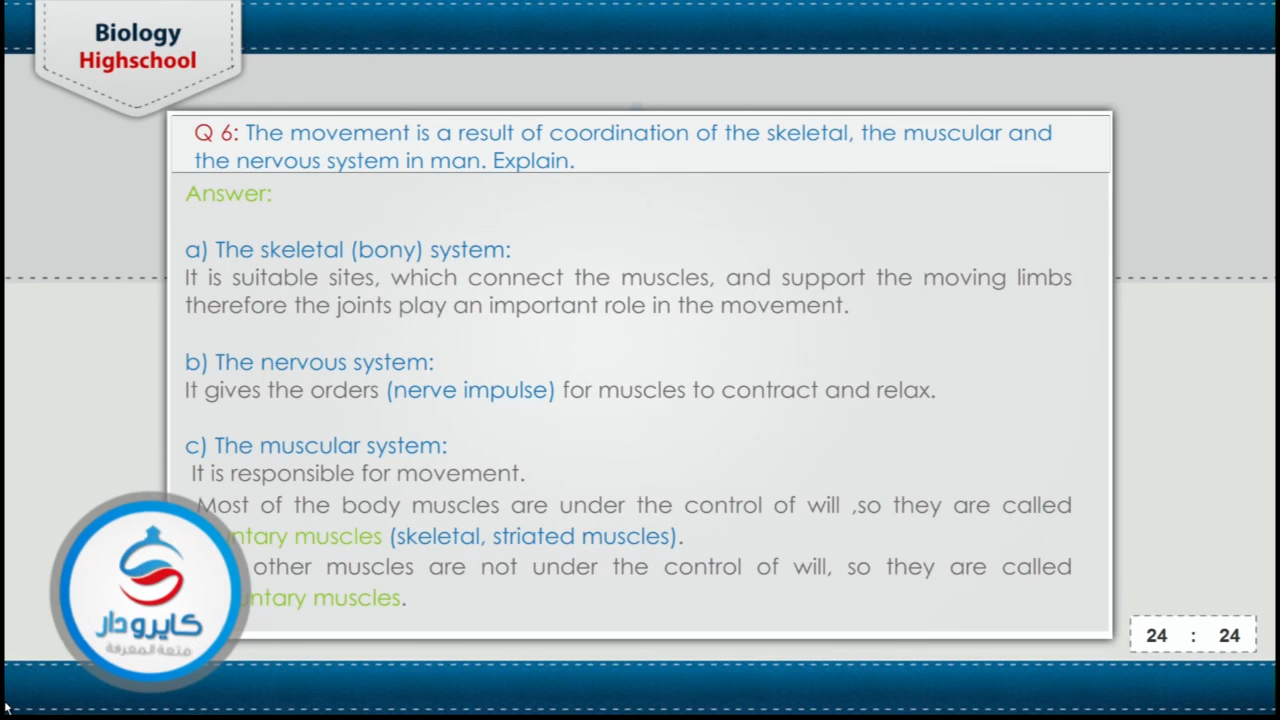 Biology
Highschool
Q 6: The movement is a result of coordination of the skeletal, the muscular and
the nervous system in man. Explain.
Answer:
a) The skeletal (bony) system:
It is suitable sites, which connect the muscles, and support the moving limbs
therefore the joints play an important role in the movement.
b) The nervous system:
It gives the orders (nerve impulse) for muscles to contract and relax.
c) The muscular system:
It is responsible for movement.
Most of the body muscles are under the control of will ,so they are called
muscles (skeletal, striated muscles).
other muscles are not under the control of will, so they are called
muscles.
كايرودار
متعة المعرفة
24 : 24